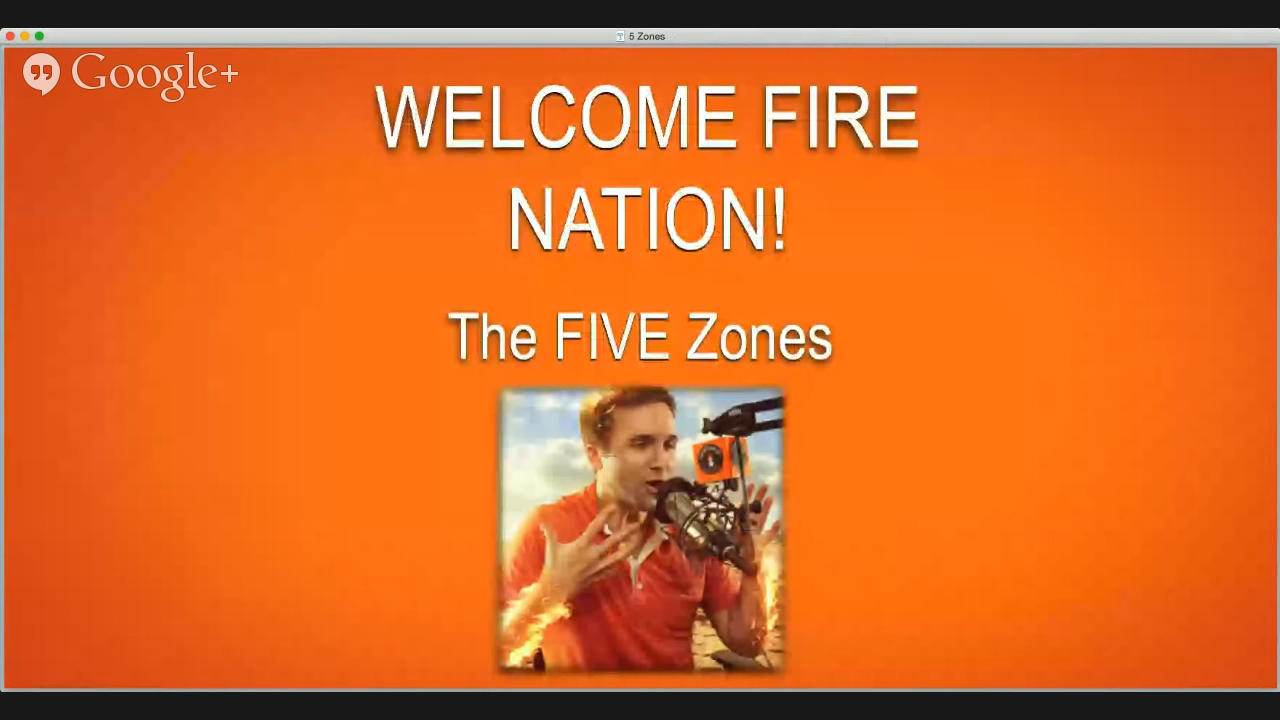 5 Zones
Google+
WELCOME FIRE
NATION!
The FIVE Zones